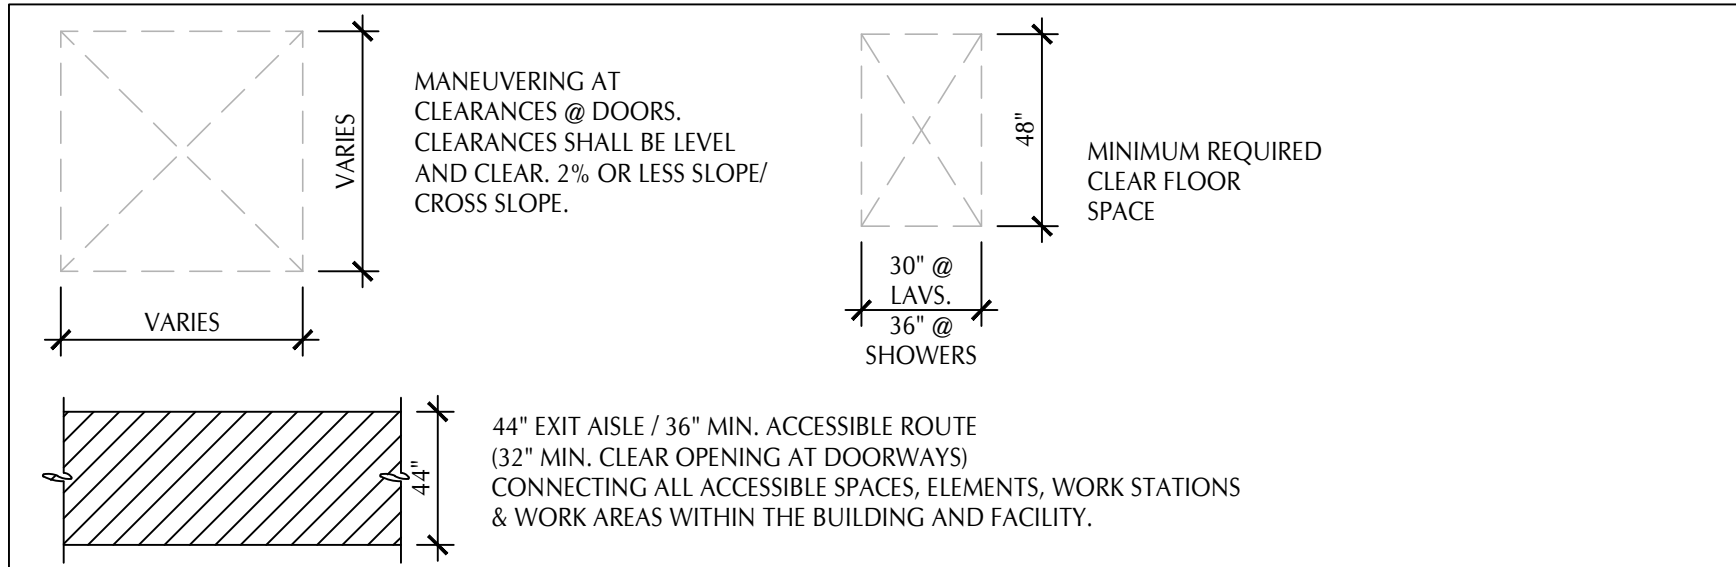 MANEUVERING AT
CLEARANCES @ DOORS.
CLEARANCES SHALL BE LEVEL
AND CLEAR. 2% OR LESS SLOPE/
CROSS SLOPE.
VARIES
VARIES
48"
MINIMUM REQUIRED
CLEAR FLOOR
SPACE
30" @
LAVS.
36" @
SHOWERS
44"
44" EXIT AISLE / 36" MIN. ACCESSIBLE ROUTE
(32" MIN. CLEAR OPENING AT DOORWAYS)
CONNECTING ALL ACCESSIBLE SPACES, ELEMENTS, WORK STATIONS
& WORK AREAS WITHIN THE BUILDING AND FACILITY.